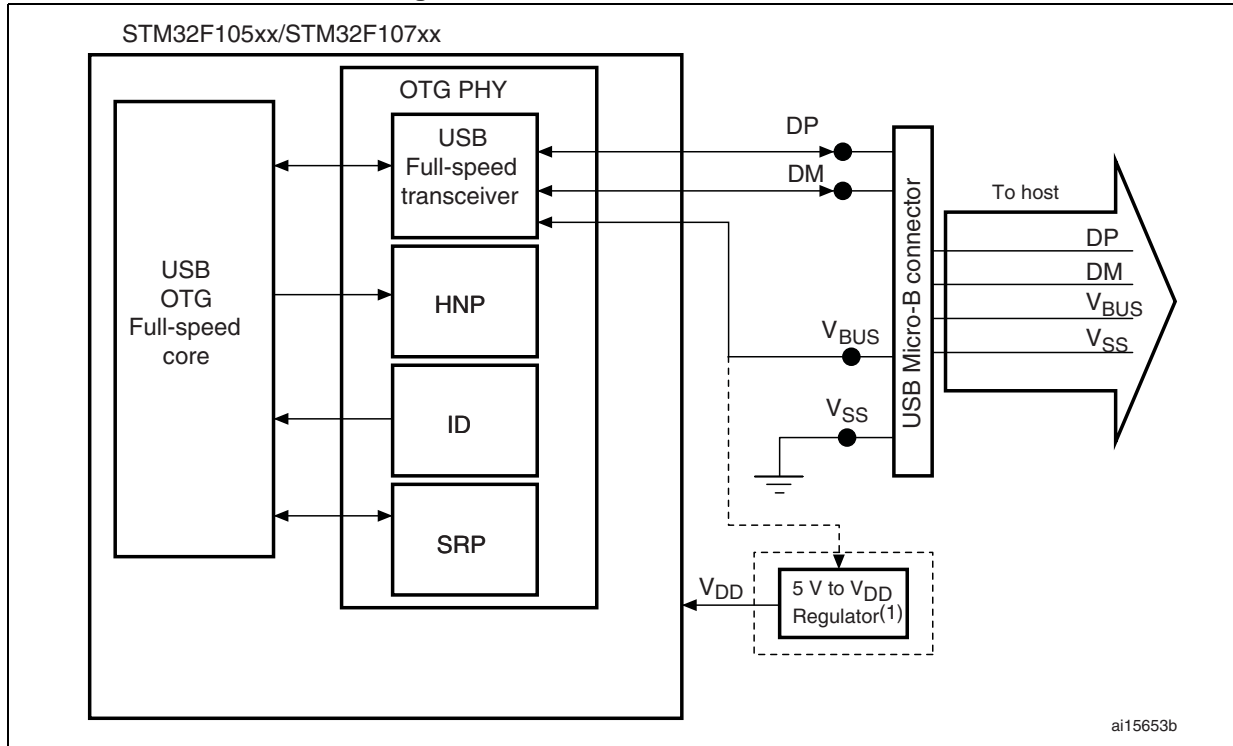 STM32F105xx/STM32F107xx
OTG PHY
USB
Full-speed
transceiver
HNP
ID
SRP
USB
OTG
Full-speed
core
DP
DM
VBUS
VSS
USB Micro-B connector
To host
DP
DM
VBUS
VSS
VDD
5 V to VDD
Regulator(1)
ai15653b